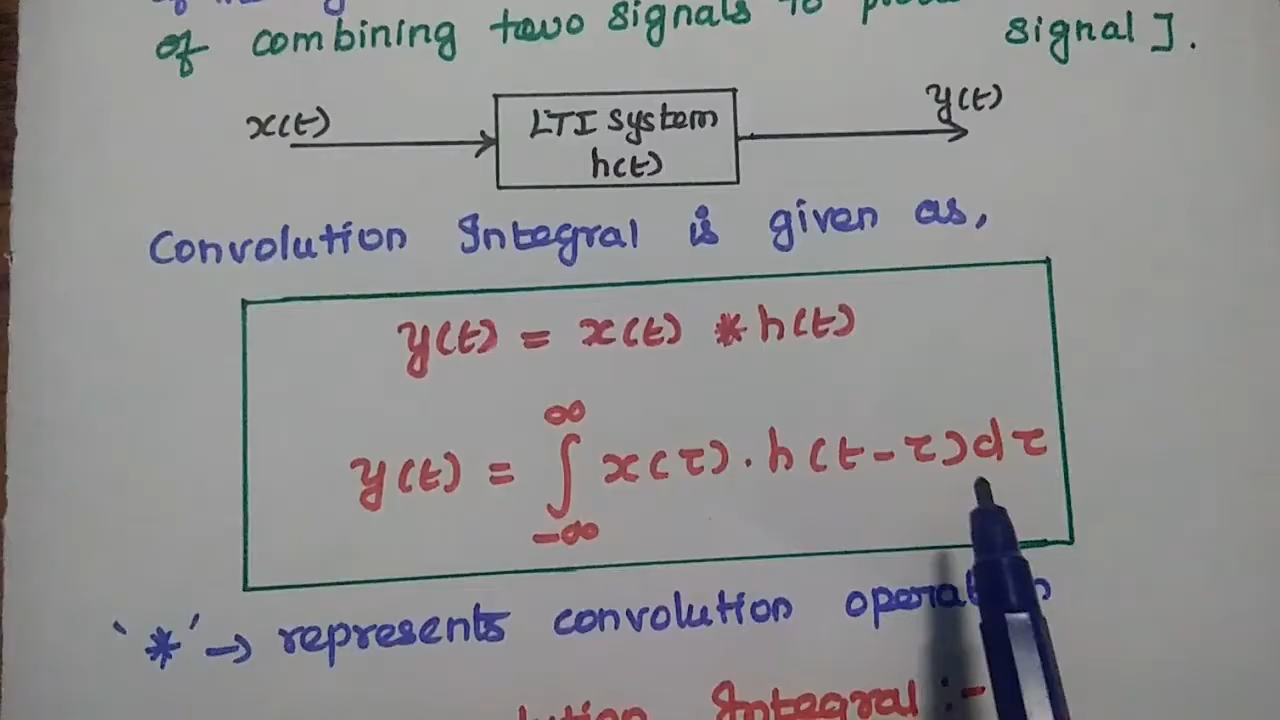 of combining two signals to signal].
x(t) LTI system h(t) y(t)
Convolution Integral is given as,
y(t) = x(t) * h(t)
y(t) = ∫_{-∞}^{∞} x(τ) . h(t-τ)dτ
'*' → represents convolution
Integral :-